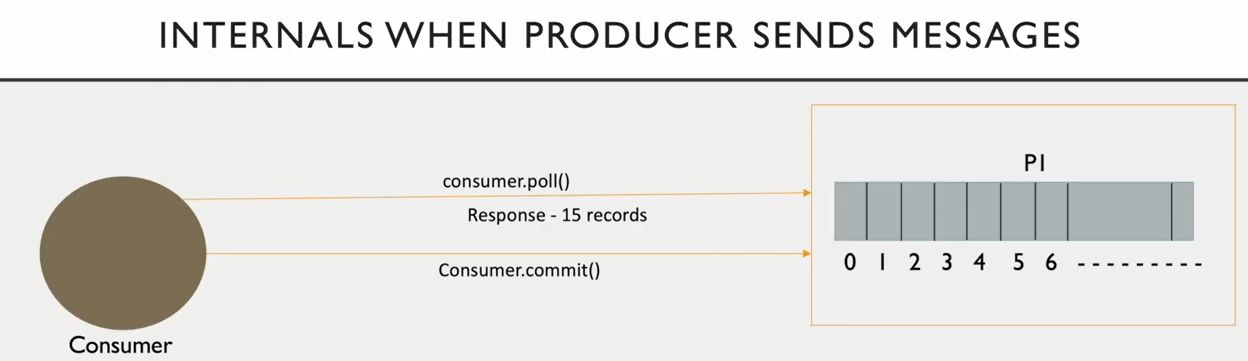 INTERNALS WHEN PRODUCER SENDS MESSAGES
P1
consumer.poll()
Response - 15 records
Consumer.commit()
0 1 2 3 4 5 6 - - - - - - - - -
Consumer